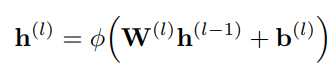 h^(l) = ϕ(W^(l)h^(l−1) + b^(l))